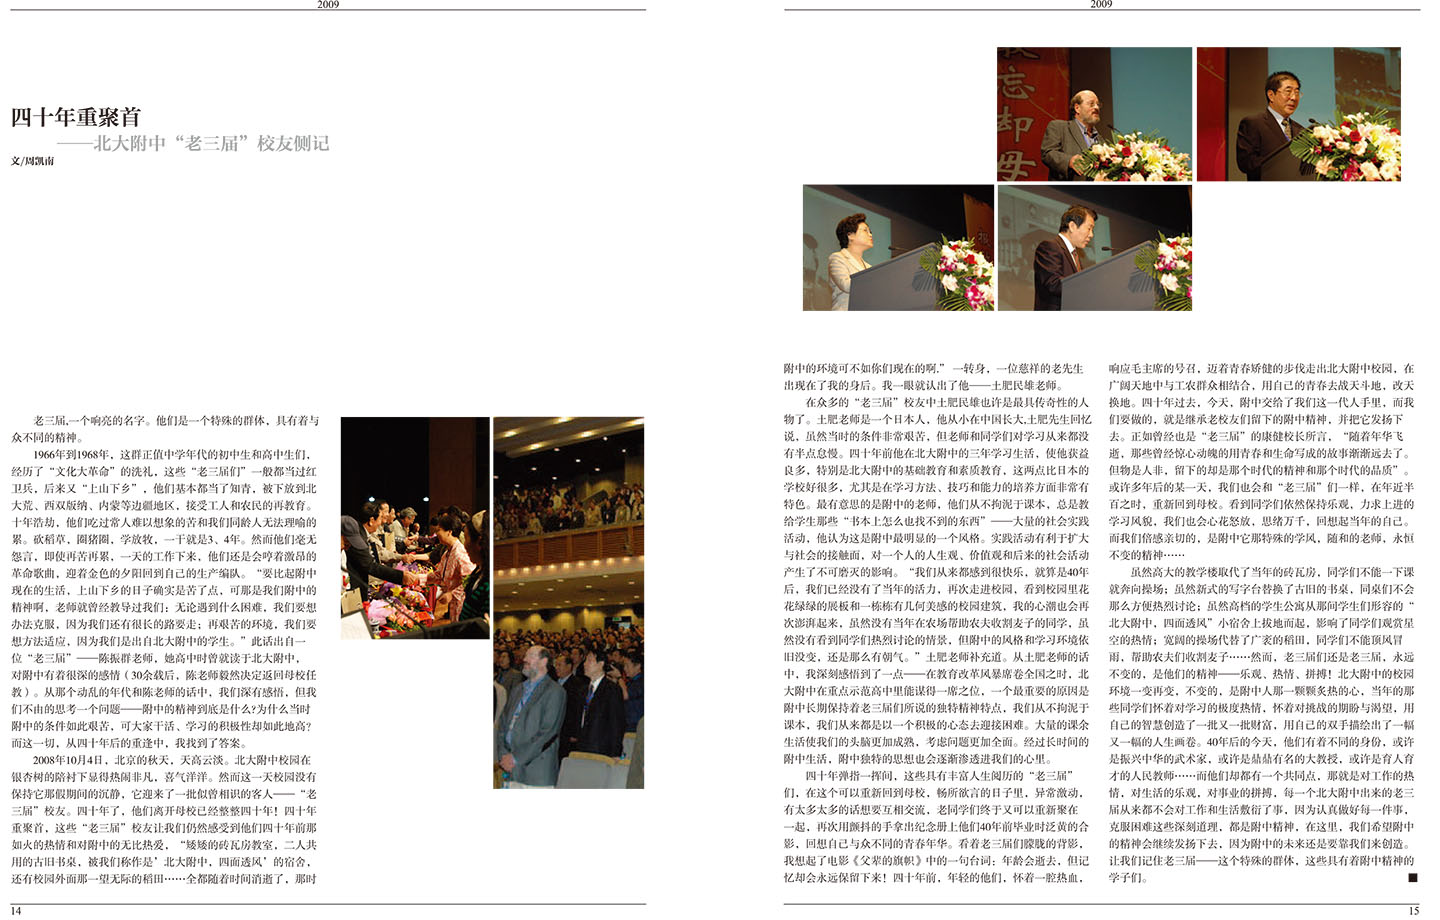 2009
四十年重聚首
——北大附中“老三届”校友侧记
文/周凯南
老三届,一个响亮的名字。他们是一个特殊的群体，具有着与
众不同的精神。
1966年到1968年，这群正值中学年代的初中生和高中生们，
经历了“文化大革命”的洗礼，这些“老三届们”一般都当过红
卫兵，后来又“上山下乡”，他们基本都当了知青，被下放到北
大荒、西双版纳、内蒙等边疆地区，接受工人和农民的再教育。
十年浩劫，他们吃过常人难以想象的苦和我们同龄人无法理喻的
累。砍稻草，圈猪圈，学放牧，一干就是3、4年。然而他们毫无
怨言，即使再苦再累，一天的工作下来，他们还是会哼着激昂的
革命歌曲，迎着金色的夕阳回到自己的生产编队。“要比起附中
现在的生活，上山下乡的日子确实是苦了点，可那是我们附中的
精神啊，老师就曾经教导过我们：无论遇到什么困难，我们要想
办法克服，因为我们还有很长的路要走；再艰苦的环境，我们要
想方法适应，因为我们是出自北大附中的学生。”此话出自一
位“老三届”——陈振群老师，她高中时曾就读于北大附中，
对附中有着很深的感情（30余载后，陈老师毅然决定返回母校任
教）。从那个动乱的年代和陈老师的话中，我们深有感悟，但我
们不由的思考一个问题——附中的精神到底是什么?为什么当时
附中的条件如此艰苦，可大家干活、学习的积极性却如此地高?
而这一切，从四十年后的重逢中，我找到了答案。
2008年10月4日，北京的秋天，天高云淡。北大附中校园在
银杏树的陪衬下显得热闹非凡，喜气洋洋。然而这一天校园没有
保持它那假期间的沉静，它迎来了一批似曾相识的客人——“老
三届”校友。四十年了，他们离开母校已经整整四十年！四十年
重聚首，这些“老三届”校友让我们仍然感受到他们四十年前那
如火的热情和对附中的无比热爱，“矮矮的砖瓦房教室，二人共
用的古旧书桌，被我们称作是’北大附中，四面透风’的宿舍，
还有校园外面那一望无际的稻田……全都随着时间消逝了，那时
14
2009
忘却母
附中的环境可不如你们现在的啊.”一转身，一位慈祥的老先生
出现在了我的身后。我一眼就认出了他——土肥民雄老师。
在众多的“老三届”校友中土肥民雄也许是最具传奇性的人
物了。土肥老师是一个日本人，他从小在中国长大,土肥先生回忆
说，虽然当时的条件非常艰苦，但老师和同学们对学习从来都没
有半点怠慢。四十年前他在北大附中的三年学习生活，使他获益
良多，特别是北大附中的基础教育和素质教育，这两点比日本的
学校好很多，尤其是在学习方法、技巧和能力的培养方面非常有
特色。最有意思的是附中的老师，他们从不拘泥于课本，总是教
给学生那些“书本上怎么也找不到的东西”——大量的社会实践
活动，他认为这是附中最明显的一个风格。实践活动有利于扩大
与社会的接触面，对一个人的人生观、价值观和后来的社会活动
产生了不可磨灭的影响。“我们从来都感到很快乐，就算是40年
后，我们已经没有了当年的活力，再次走进校园，看到校园里花
花绿绿的展板和一栋栋有几何美感的校园建筑，我的心潮也会再
次澎湃起来，虽然没有当年在农场帮助农夫收割麦子的同学，虽
然没有看到同学们热烈讨论的情景，但附中的风格和学习环境依
旧没变，还是那么有朝气。”土肥老师补充道。从土肥老师的话
中，我深刻感悟到了一点——在教育改革风暴席卷全国之时，北
大附中在重点示范高中里能谋得一席之位，一个最重要的原因是
附中长期保持着老三届们所说的独特精神特点，我们从不拘泥于
课本，我们从来都是以一个积极的心态去迎接困难。大量的课余
生活使我们的头脑更加成熟，考虑问题更加全面。经过长时间的
附中生活，附中独特的思想也会逐渐渗透进我们的心里。
四十年弹指一挥间，这些具有丰富人生阅历的“老三届”
们，在这个可以重新回到母校，畅所欲言的日子里，异常激动，
有太多太多的话想要互相交流，老同学们终于又可以重新聚在
一起，再次用颤抖的手拿出纪念册上他们40年前毕业时泛黄的合
影，回想自己与众不同的青春年华。看着老三届们朦胧的背影，
我想起了电影《父辈的旗帜》中的一句台词：年龄会逝去，但记
忆却会永远保留下来！四十年前，年轻的他们，怀着一腔热血，
响应毛主席的号召，迈着青春矫健的步伐走出北大附中校园，在
广阔天地中与工农群众相结合，用自己的青春去战天斗地，改天
换地。四十年过去，今天，附中交给了我们这一代人手里，而我
们要做的，就是继承老校友们留下的附中精神，并把它发扬下
去。正如曾经也是“老三届”的康健校长所言，“随着年华飞
逝，那些曾经惊心动魄的用青春和生命写成的故事渐渐远去了。
但物是人非，留下的却是那个时代的精神和那个时代的品质”。
或许多年后的某一天，我们也会和“老三届”们一样，在年近半
百之时，重新回到母校。看到同学们依然保持乐观，力求上进的
学习风貌，我们也会心花怒放，思绪万千，回想起当年的自己。
而我们倍感亲切的，是附中它那特殊的学风，随和的老师，永恒
不变的精神……
虽然高大的教学楼取代了当年的砖瓦房，同学们不能一下课
就奔向操场；虽然新式的写字台替换了古旧的书桌，同桌们不会
那么方便热烈讨论；虽然高档的学生公寓从那间学生们形容的“
北大附中，四面透风”小宿舍上拔地而起，影响了同学们观赏星
空的热情；宽阔的操场代替了广袤的稻田，同学们不能顶风冒
雨，帮助农夫们收割麦子……然而，老三届们还是老三届，永远
不变的，是他们的精神——乐观、热情、拼搏！北大附中的校园
环境一变再变，不变的，是附中人那一颗颗炙热的心，当年的那
些同学们怀着对学习的极度热情，怀着对挑战的期盼与渴望，用
自己的智慧创造了一批又一批财富，用自己的双手描绘出了一幅
又一幅的人生画卷。40年后的今天，他们有着不同的身份，或许
是振兴中华的武术家，或许是鼎鼎有名的大教授，或许是育人育
才的人民教师……而他们却都有一个共同点，那就是对工作的热
情，对生活的乐观，对事业的拼搏，每一个北大附中出来的老三
届从来都不会对工作和生活敷衍了事，因为认真做好每一件事，
克服困难这些深刻道理，都是附中精神，在这里，我们希望附中
的精神会继续发扬下去，因为附中的未来还是要靠我们来创造。
让我们记住老三届——这个特殊的群体，这些具有着附中精神的
学子们。
15